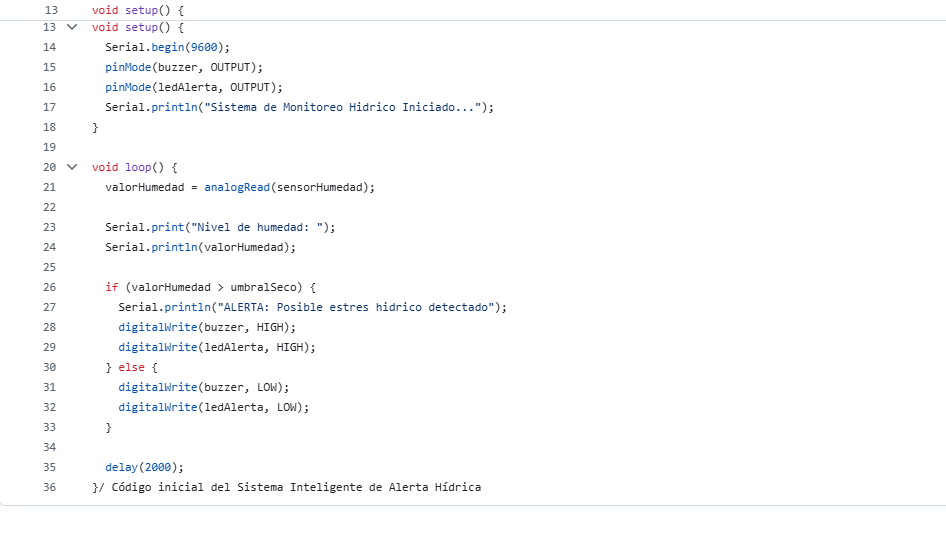 13 void setup() {
13 void setup() {
14 Serial.begin(9600);
15 pinMode(buzzer, OUTPUT);
16 pinMode(ledAlerta, OUTPUT);
17 Serial.println("Sistema de Monitoreo Hidrico Iniciado...");
18 }
19
20 void loop() {
21 valorHumedad = analogRead(sensorHumedad);
22
23 Serial.print("Nivel de humedad: ");
24 Serial.println(valorHumedad);
25
26 if (valorHumedad > umbralSeco) {
27 Serial.println("ALERTA: Posible estres hidrico detectado");
28 digitalWrite(buzzer, HIGH);
29 digitalWrite(ledAlerta, HIGH);
30 } else {
31 digitalWrite(buzzer, LOW);
32 digitalWrite(ledAlerta, LOW);
33 }
34
35 delay(2000);
36 }/ Código inicial del Sistema Inteligente de Alerta Hídrica